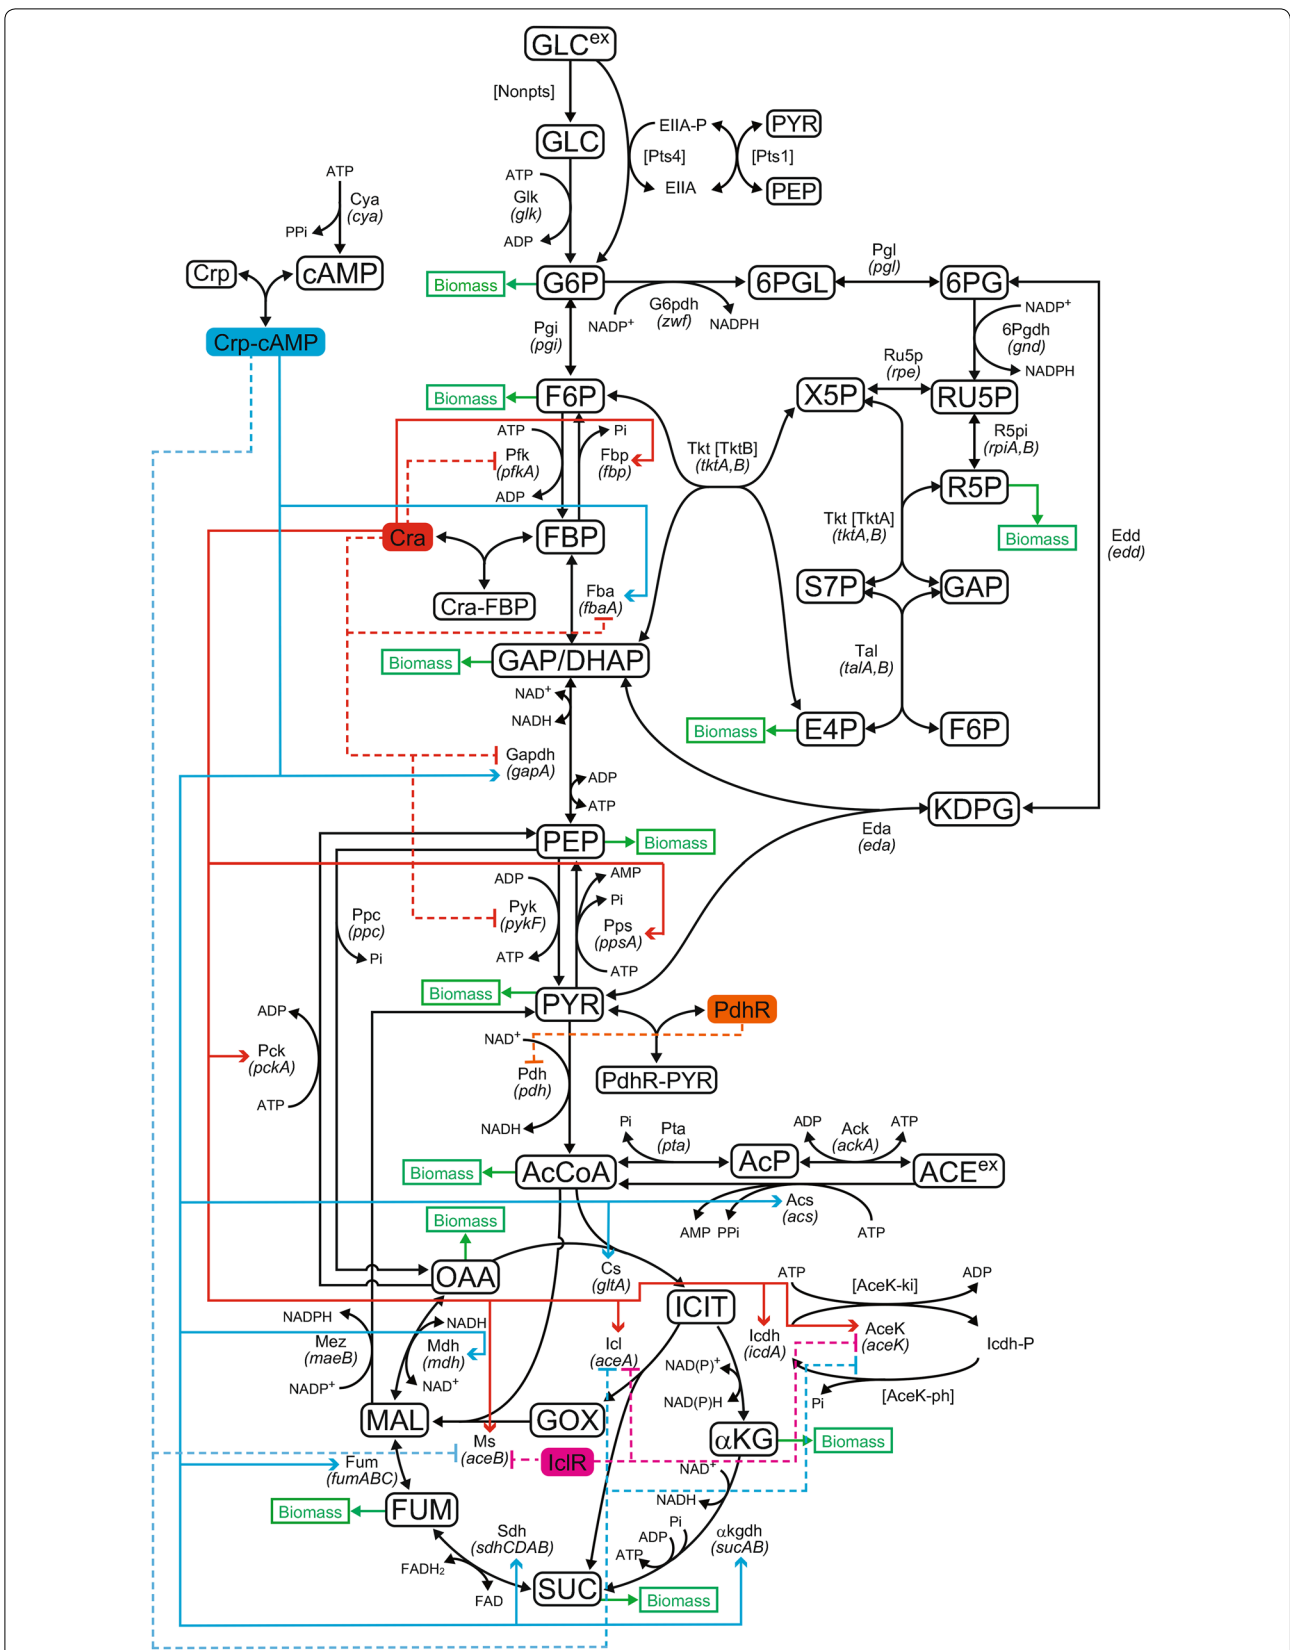 GLCex
[Nonpts]
GLC
EIIA-P
PYR
[Pts4]
[Pts1]
EIIA
PEP
ATP
Glk
(glk)
ADP
ATP
Cya
(cya)
PPi
Crp
cAMP
Crp-cAMP
Biomass
G6P
6PGL
6PG
Pgl
(pgl)
G6pdh
(zwf)
NADP+
NADPH
NADP+
6Pgdh
(gnd)
NADPH
Pgi
(pgi)
Ru5p
(rpe)
Biomass
F6P
X5P
RU5P
ATP
Pfk
(pfkA)
ADP
Pi
Fbp
(fbp)
Tkt [TktB]
(tktA,B)
R5pi
(rpiA,B)
R5P
Biomass
Tkt [TktA]
(tktA,B)
Edd
(edd)
Cra
FBP
Cra-FBP
Fba
(fbaA)
S7P
GAP
Biomass
GAP/DHAP
Tal
(talA,B)
NAD+
NADH
Biomass
E4P
F6P
Gapdh
(gapA)
ADP
ATP
KDPG
Eda
(eda)
PEP
Biomass
ADP
Pyk
(pykF)
ATP
AMP
Pi
Pps
(ppsA)
ATP
Ppc
(ppc)
Pi
Biomass
PYR
PdhR
ADP
Pck
(pckA)
ATP
NAD+
Pdh
(pdh)
NADH
PdhR-PYR
Pi
Pta
(pta)
ADP
Ack
(ackA)
ATP
Biomass
AcCoA
AcP
ACEex
Acs
(acs)
AMP
PPi
ATP
Biomass
Cs
(gltA)
OAA
ICIT
ATP
[AceK-ki]
ADP
NADPH
Mez
(maeB)
NADP+
NADH
Mdh
(mdh)
NAD+
Icl
(aceA)
Icdh
(icdA)
AceK
(aceK)
Icdh-P
NAD(P)+
NAD(P)H
Pi
[AceK-ph]
MAL
GOX
αKG
Biomass
Ms
(aceB)
IclR
Fum
(fumABC)
NAD+
NADH
Biomass
FUM
Sdh
(sdhCDAB)
Pi
ADP
ATP
αkgdh
(sucAB)
FADH2
FAD
SUC
Biomass